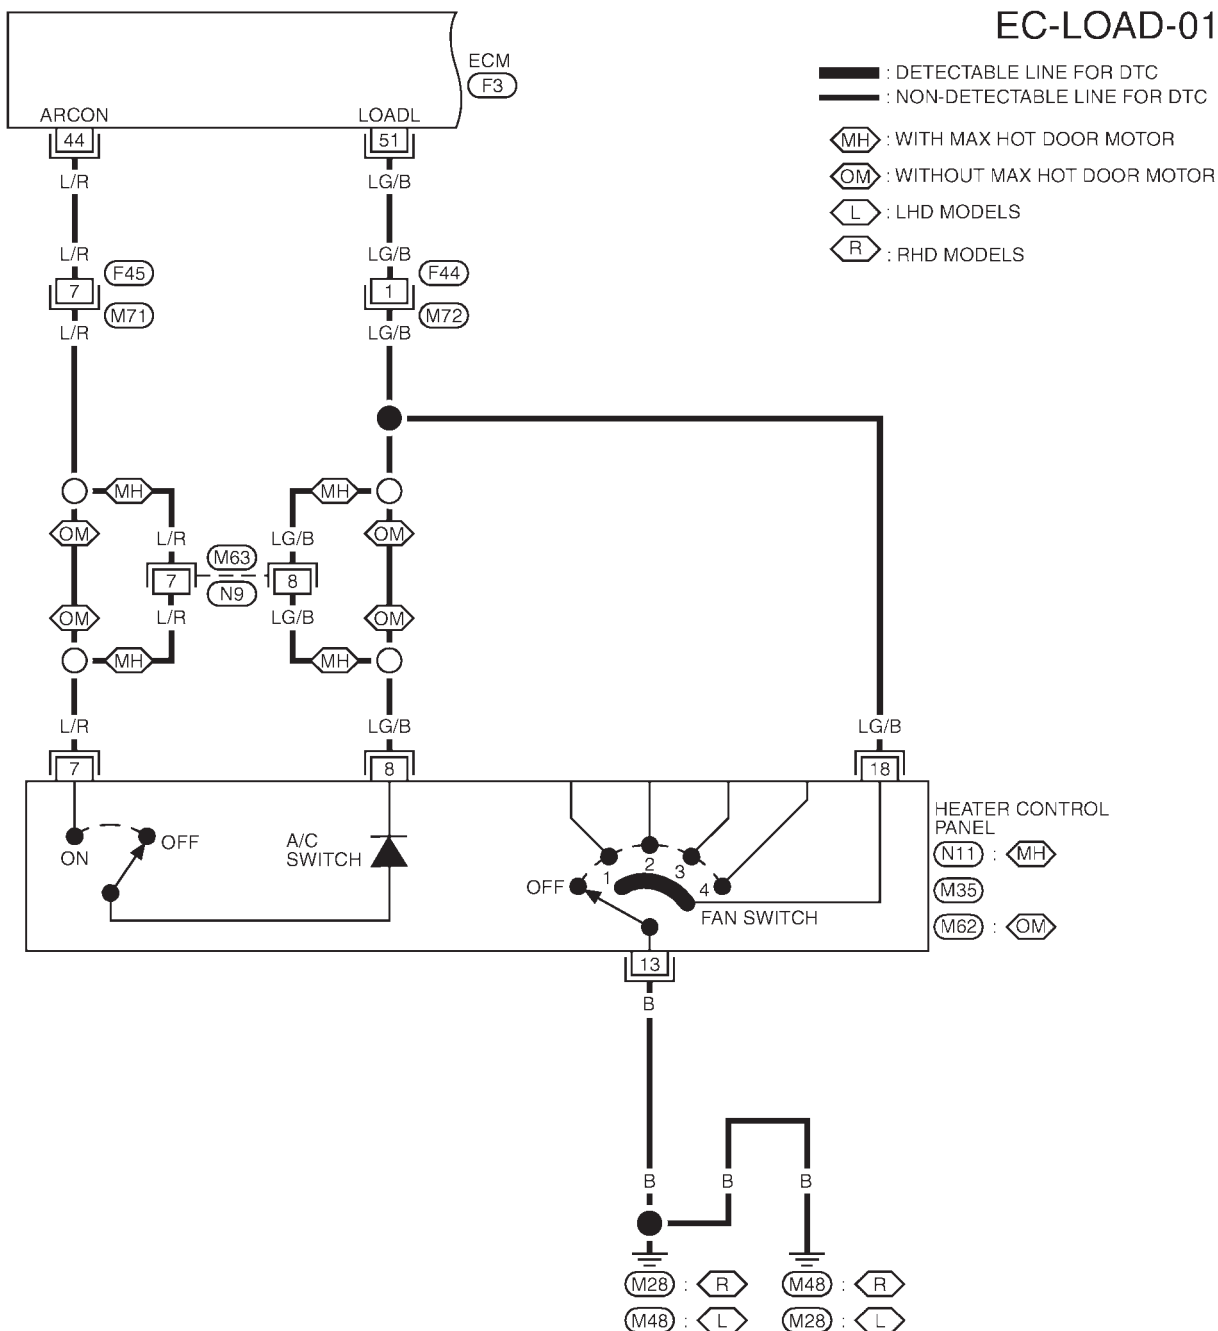 EC-LOAD-01
ECM
F3
: DETECTABLE LINE FOR DTC
: NON-DETECTABLE LINE FOR DTC
MH : WITH MAX HOT DOOR MOTOR
OM : WITHOUT MAX HOT DOOR MOTOR
L : LHD MODELS
R : RHD MODELS
ARCON LOADL
44 51
L/R LG/B
L/R LG/B
F45 F44
7 1
M71 M72
L/R LG/B
MH MH
OM OM
L/R LG/B
M63
7 8
N9
OM L/R LG/B OM
MH MH
L/R LG/B LG/B
7 8 18
HEATER CONTROL
PANEL
N11 : MH
M35
M62 : OM
ON OFF
A/C
SWITCH
OFF 1 2 3 4
FAN SWITCH
13
B
B B B
M28 : R M48 : R
M48 : L M28 : L